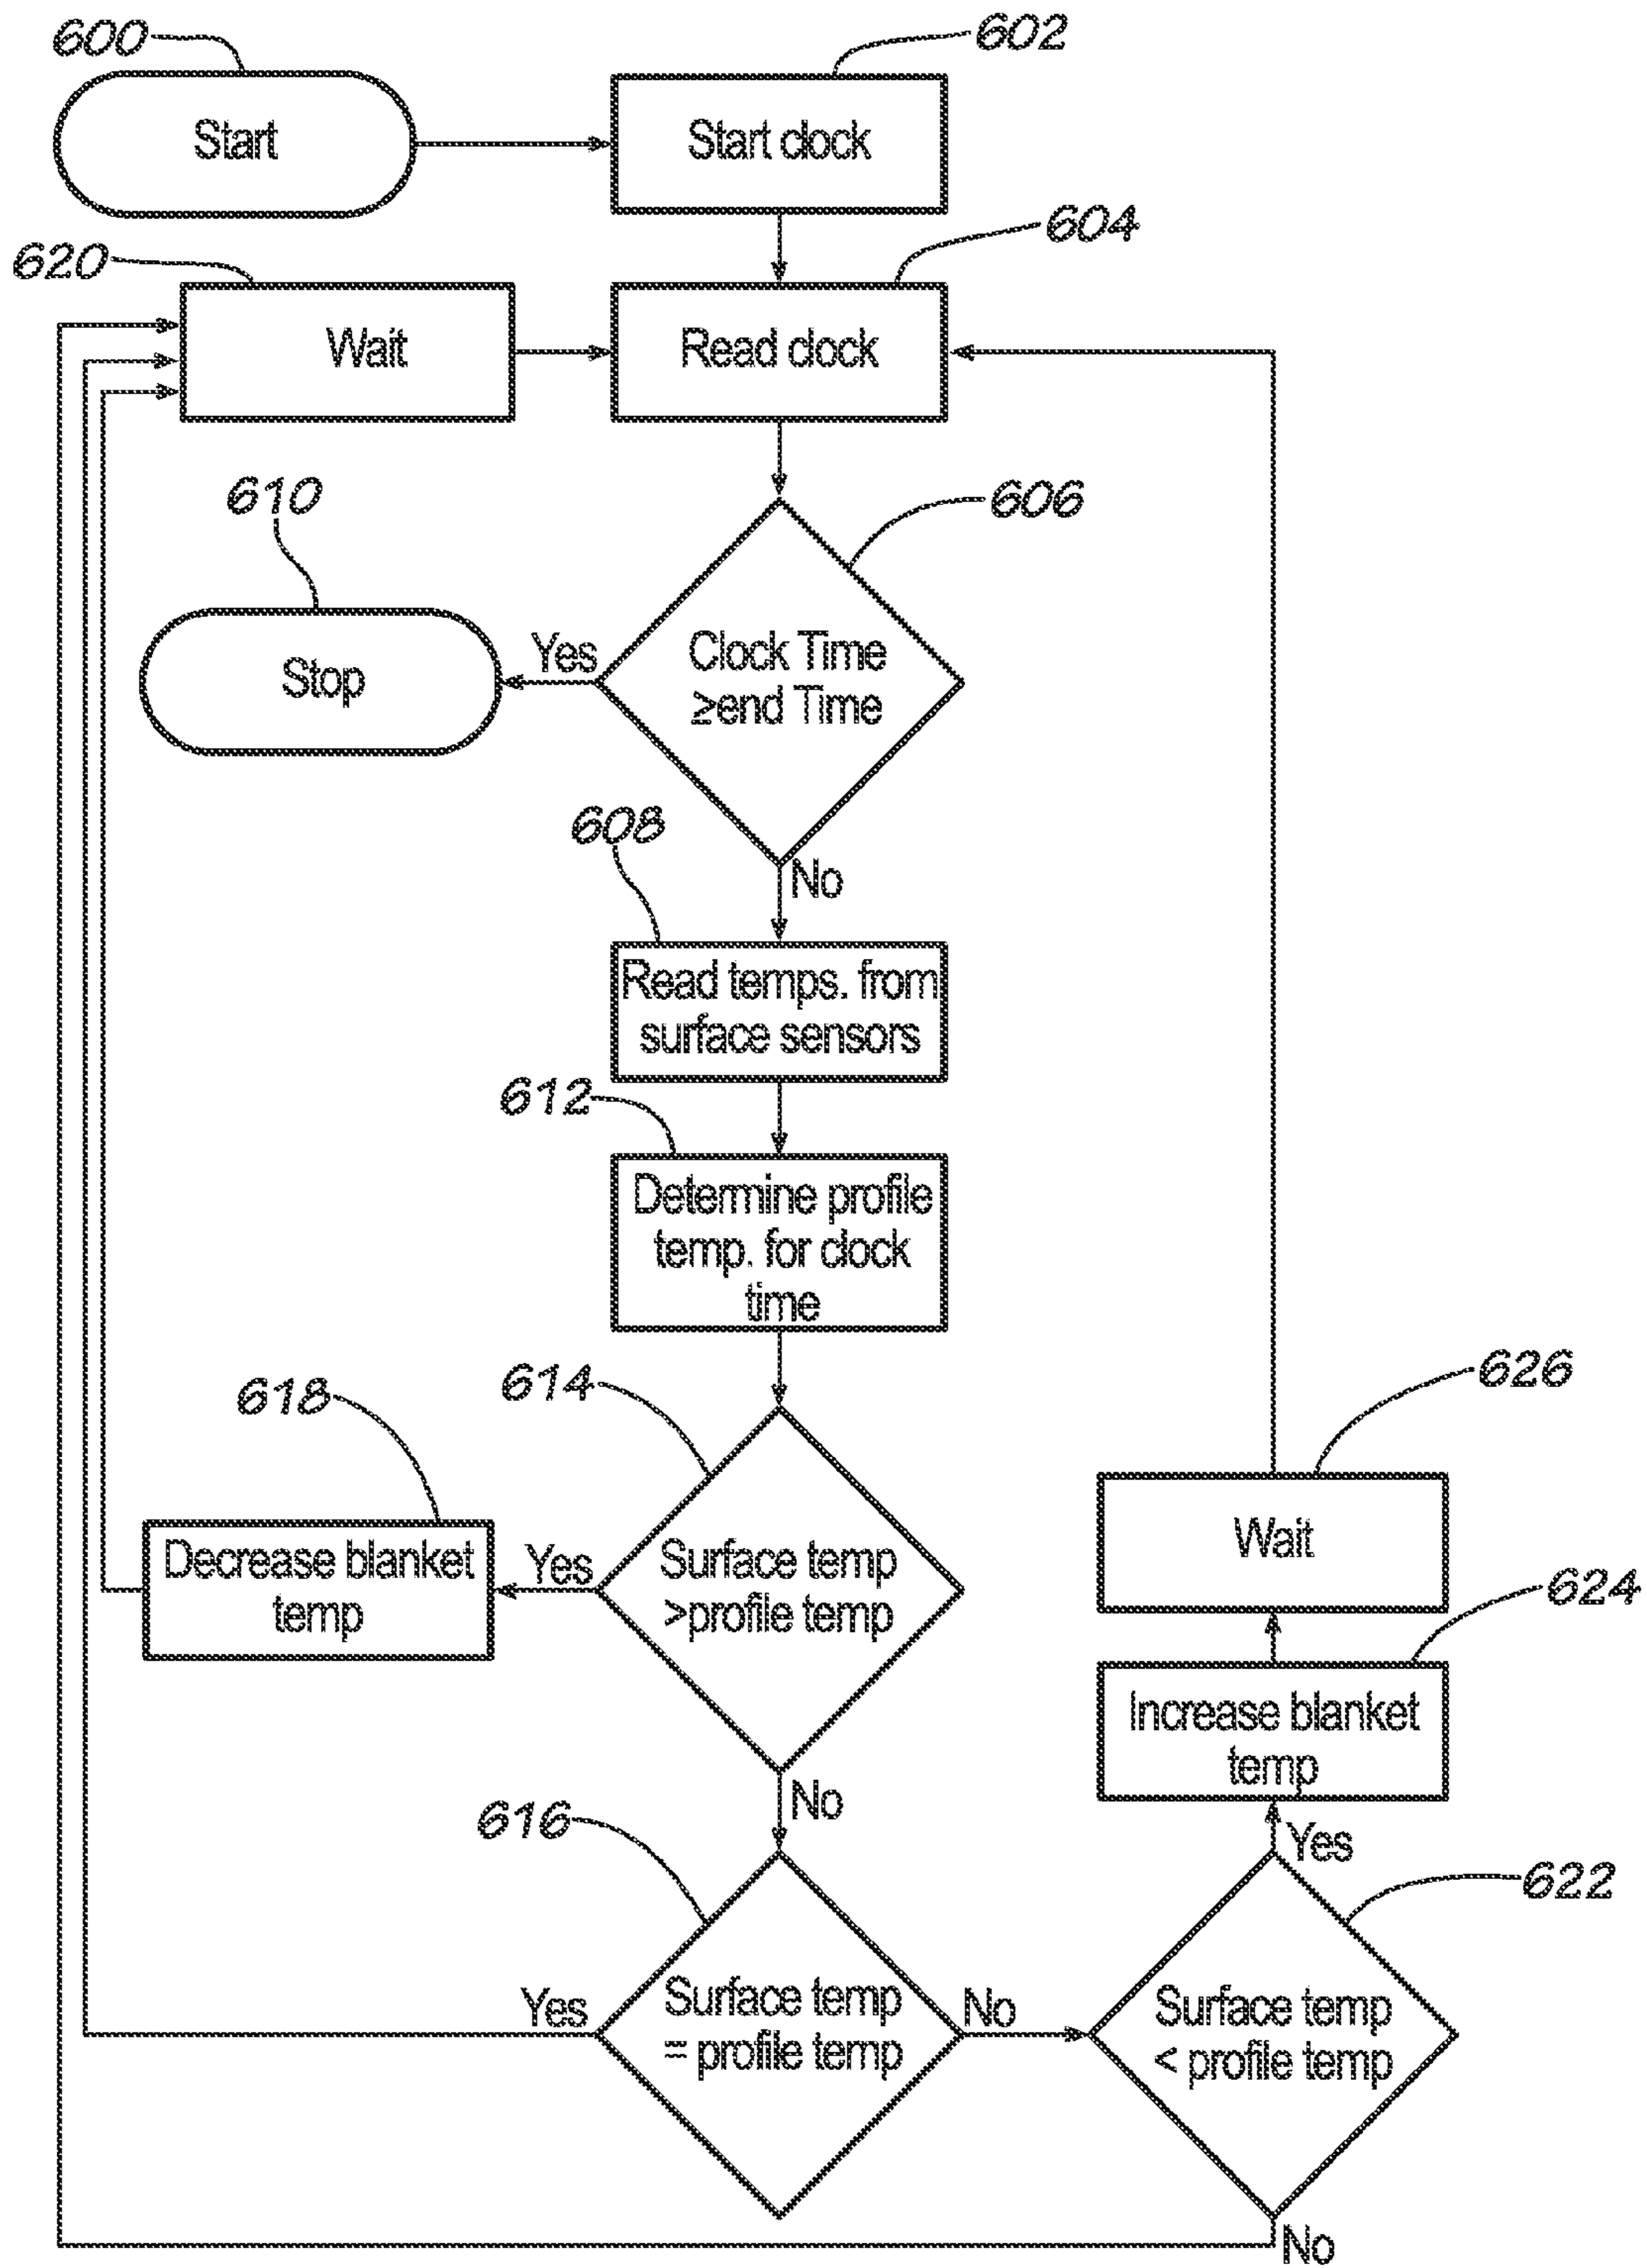 600
602
Start
Start clock
604
620
Wait
Read clock
610
606
Stop
Yes
Clock Time
≥end Time
No
608
Read temps. from
surface sensors
612
Determine profile
temp. for clock
time
614
618
626
Decrease blanket
temp
Yes
Surface temp
>profile temp
Wait
624
Increase blanket
temp
No
616
Yes
622
Yes
Surface temp
= profile temp
No
Surface temp
< profile temp
No